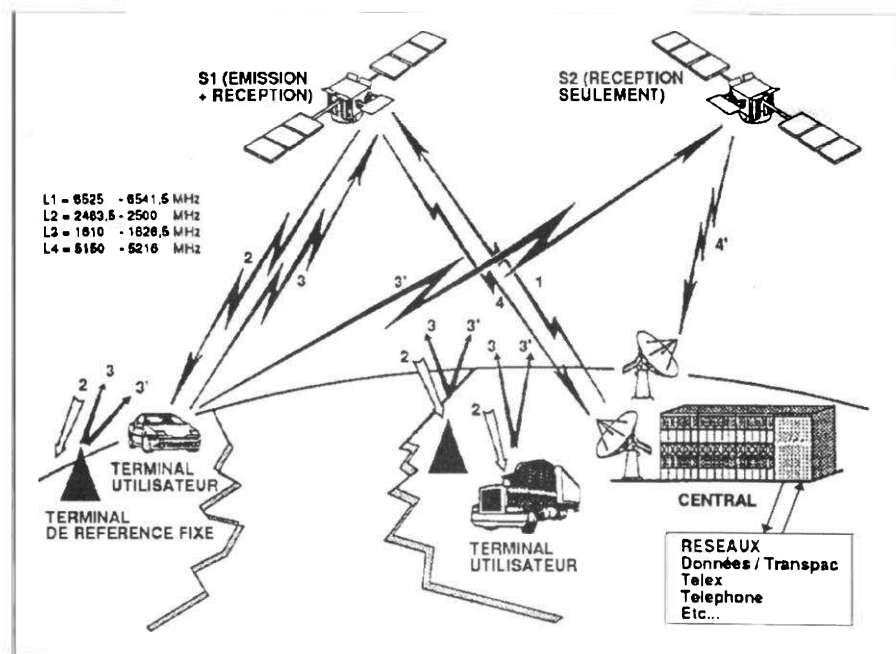 S1 (EMISSION
+ RECEPTION)
S2 (RECEPTION
SEULEMENT)
L1 = 6525 - 6541,5 MHz
L2 = 2483,5 - 2500 MHz
L3 = 1610 - 1626,5 MHz
L4 = 5150 - 5216 MHz
2
3
3'
4
1
4'
3
3'
2
3
3'
2
3
3'
2
TERMINAL
UTILISATEUR
TERMINAL
DE REFERENCE FIXE
TERMINAL
UTILISATEUR
CENTRAL
RESEAUX
Données / Transpac
Telex
Telephone
Etc...